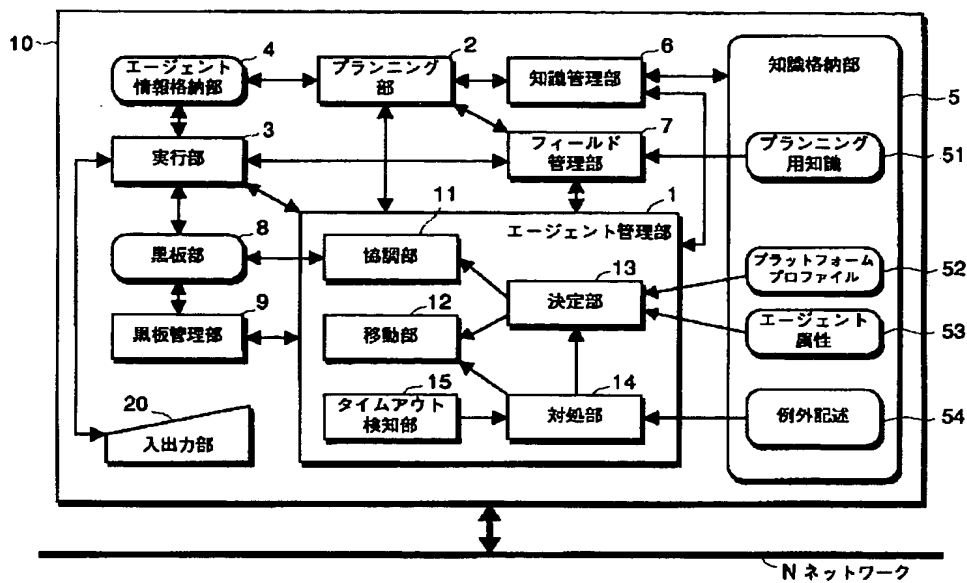 10
4
エージェント
情報格納部
2
プランニング
部
6
知識管理部
知識格納部
5
3
実行部
7
フィールド
管理部
プランニング
用知識
51
1
エージェント管理部
8
黒板部
11
協調部
13
決定部
プラットフォーム
プロファイル
52
9
黒板管理部
12
移動部
エージェント
属性
53
20
入出力部
15
タイムアウト
検知部
14
対処部
例外記述
54
N ネットワーク